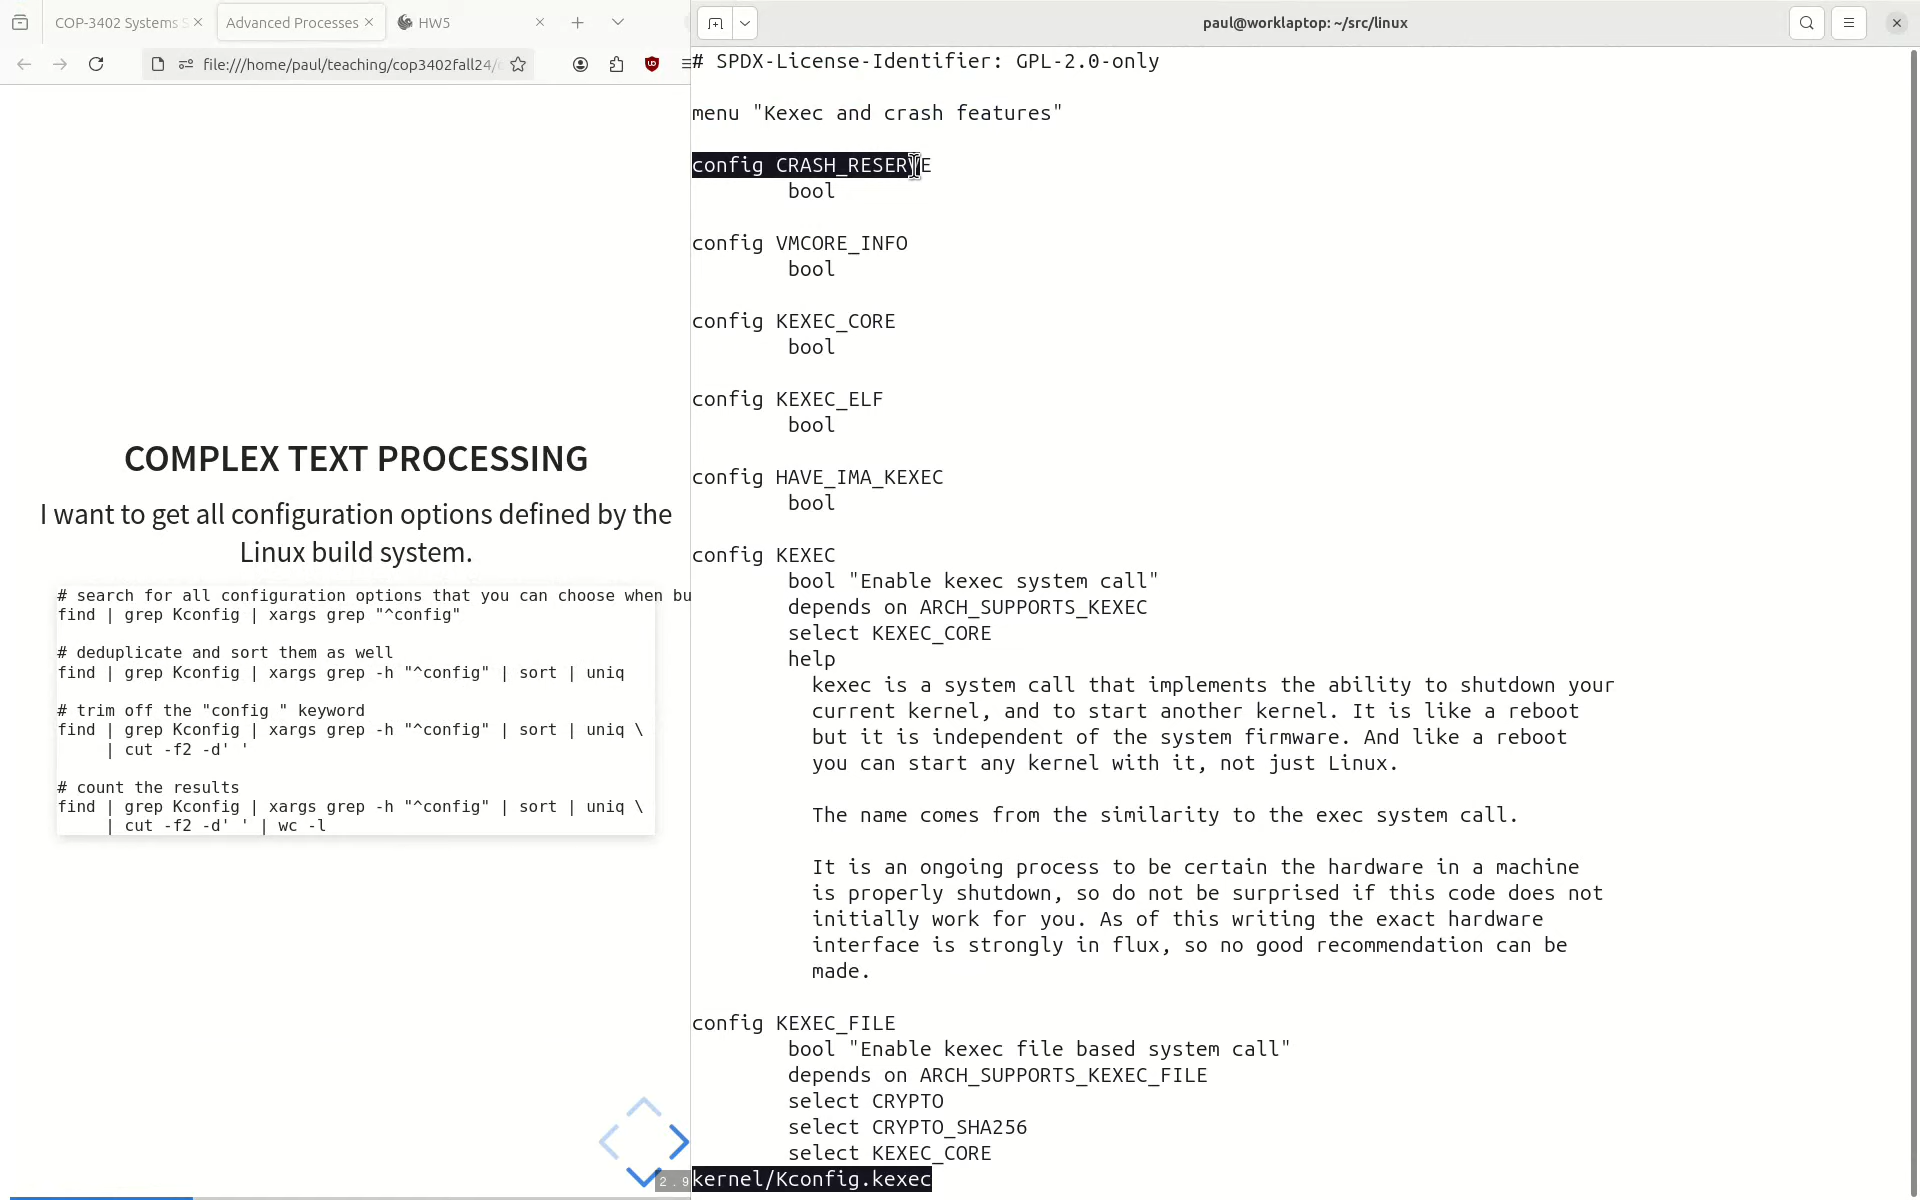 COP-3402 Systems S
Advanced Processes
HW5
file:///home/paul/teaching/cop3402fall24/
COMPLEX TEXT PROCESSING
I want to get all configuration options defined by the
Linux build system.
# search for all configuration options that you can choose when bu
find | grep Kconfig | xargs grep "^config"
# deduplicate and sort them as well
find | grep Kconfig | xargs grep -h "^config" | sort | uniq
# trim off the "config " keyword
find | grep Kconfig | xargs grep -h "^config" | sort | uniq \
| cut -f2 -d' '
# count the results
find | grep Kconfig | xargs grep -h "^config" | sort | uniq \
| cut -f2 -d' ' | wc -l
2.9
paul@worklaptop: ~/src/linux
# SPDX-License-Identifier: GPL-2.0-only
menu "Kexec and crash features"
config CRASH_RESERVE
bool
config VMCORE_INFO
bool
config KEXEC_CORE
bool
config KEXEC_ELF
bool
config HAVE_IMA_KEXEC
bool
config KEXEC
bool "Enable kexec system call"
depends on ARCH_SUPPORTS_KEXEC
select KEXEC_CORE
help
kexec is a system call that implements the ability to shutdown your
current kernel, and to start another kernel. It is like a reboot
but it is independent of the system firmware. And like a reboot
you can start any kernel with it, not just Linux.
The name comes from the similarity to the exec system call.
It is an ongoing process to be certain the hardware in a machine
is properly shutdown, so do not be surprised if this code does not
initially work for you. As of this writing the exact hardware
interface is strongly in flux, so no good recommendation can be
made.
config KEXEC_FILE
bool "Enable kexec file based system call"
depends on ARCH_SUPPORTS_KEXEC_FILE
select CRYPTO
select CRYPTO_SHA256
select KEXEC_CORE
kernel/Kconfig.kexec